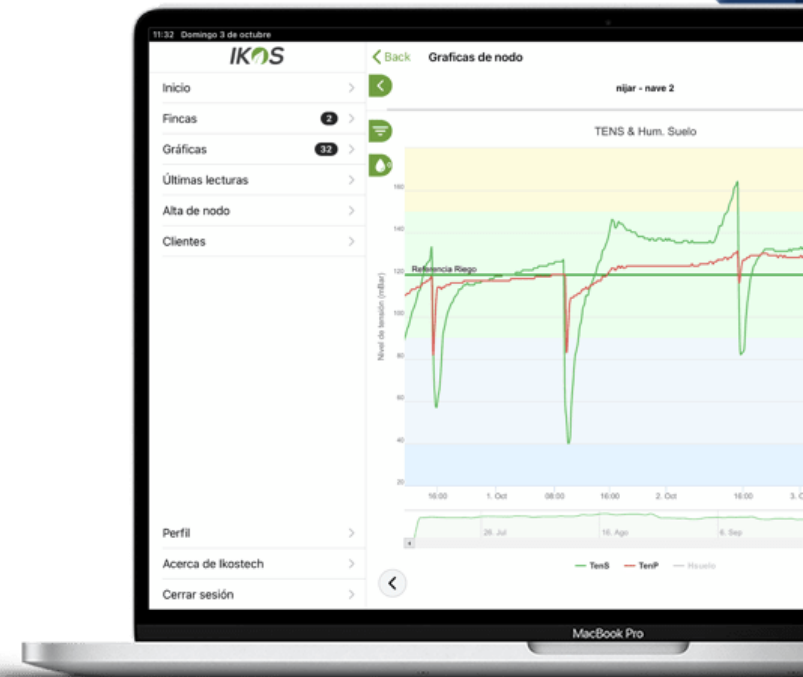 11:32 Domingo 3 de octubre
IKOS
Back Graficas de nodo
Inicio
nijar - nave 2
Fincas 2
Gráficas 32
TENS & Hum. Suelo
Últimas lecturas
Alta de nodo
Clientes
Nivel de tensión (mBar)
160
140
Referencia Riego
120
100
80
60
40
20
16:00 1. Oct 08:00 16:00 2. Oct 16:00 3. O
26. Jul 16. Ago 6. Sep
TenS TenP Hsuelo
Perfil
Acerca de Ikostech
Cerrar sesión
MacBook Pro